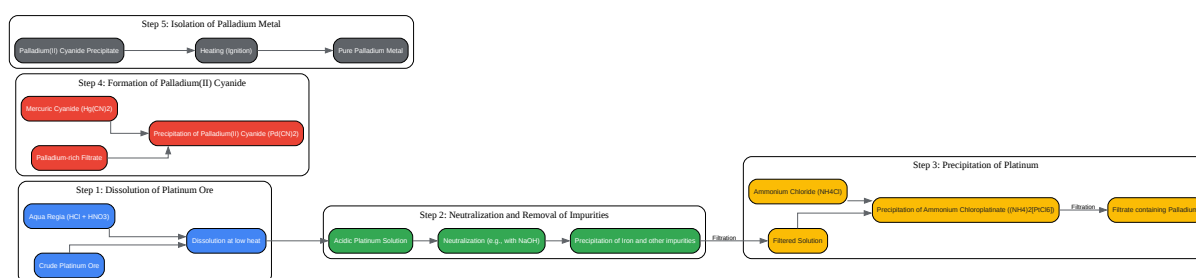 Step 5: Isolation of Palladium Metal
Palladium(II) Cyanide Precipitate
Heating (Ignition)
Pure Palladium Metal
Step 4: Formation of Palladium(II) Cyanide
Mercuric Cyanide (Hg(CN)2)
Precipitation of Palladium(II) Cyanide (Pd(CN)2)
Palladium-rich Filtrate
Step 1: Dissolution of Platinum Ore
Aqua Regia (HCl + HNO3)
Dissolution at low heat
Crude Platinum Ore
Step 2: Neutralization and Removal of Impurities
Acidic Platinum Solution
Neutralization (e.g., with NaOH)
Precipitation of Iron and other impurities
Filtration
Step 3: Precipitation of Platinum
Ammonium Chloride (NH4Cl)
Filtered Solution
Precipitation of Ammonium Chloroplatinate ((NH4)2[PtCl6])
Filtration
Filtrate containing Palladium